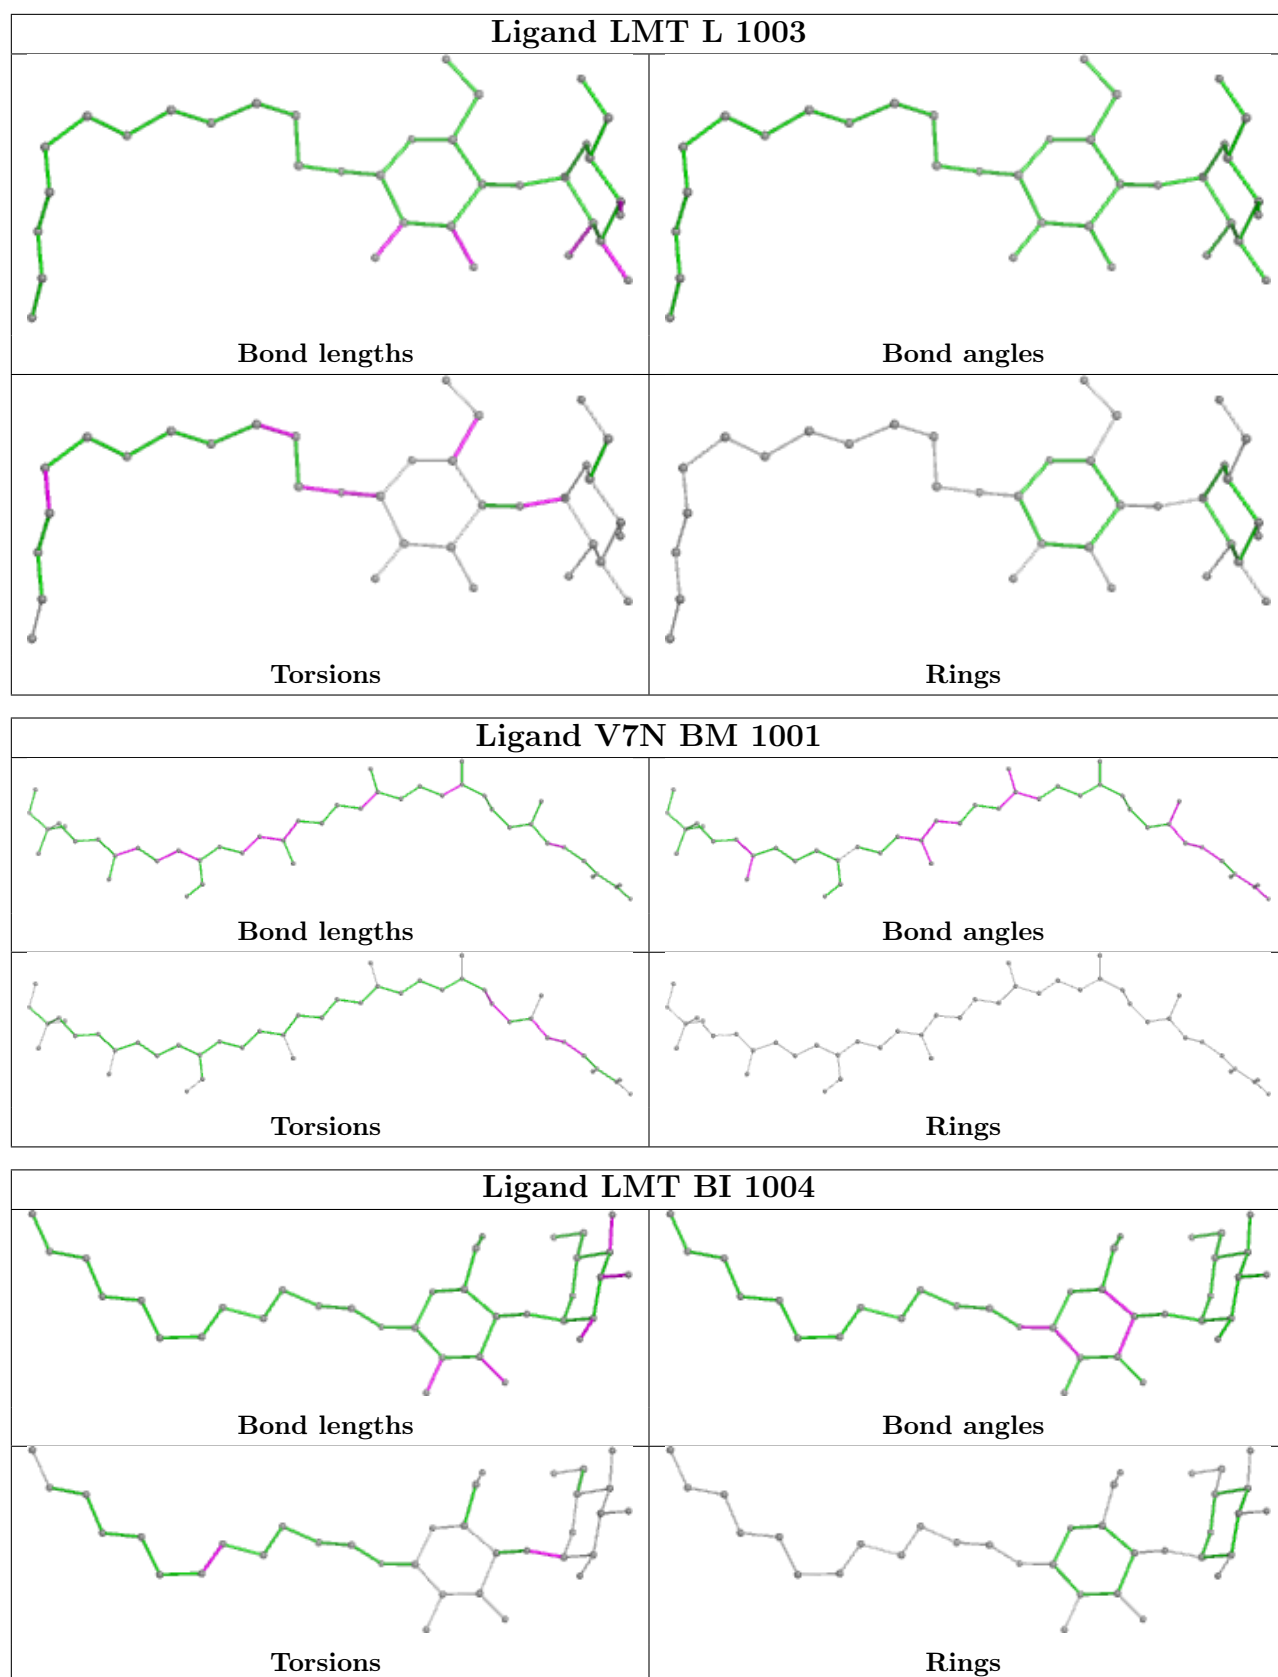 Ligand LMT L 1003
Bond lengths
Bond angles
Torsions
Rings
Ligand V7N BM 1001
Bond lengths
Bond angles
Torsions
Rings
Ligand LMT BI 1004
Bond lengths
Bond angles
Torsions
Rings